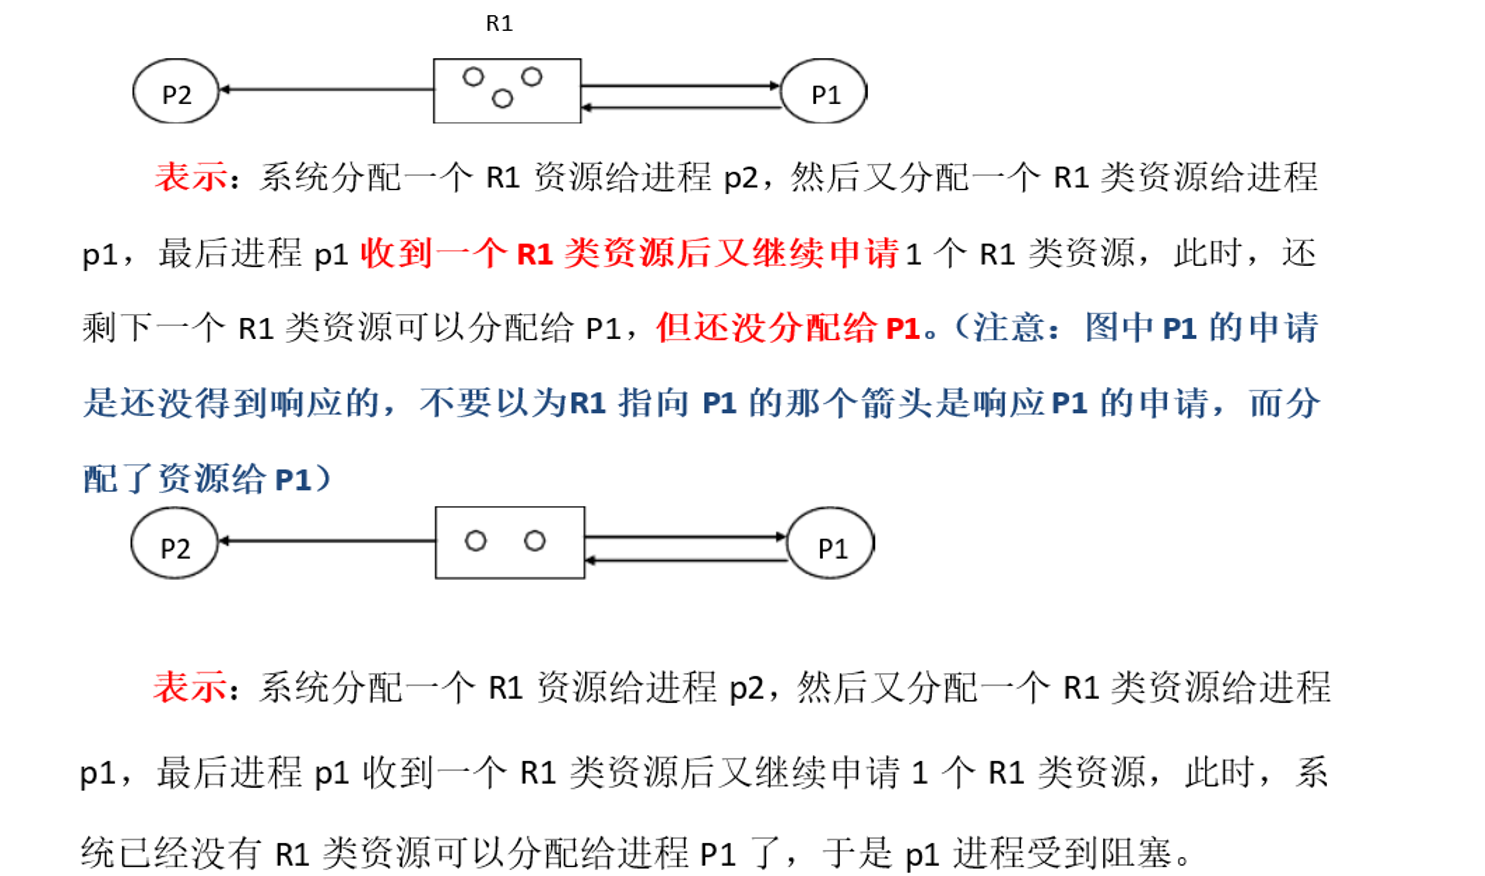 R1
P2 P1
表示：系统分配一个 R1 资源给进程 p2，然后又分配一个 R1 类资源给进程
p1，最后进程 p1 收到一个 R1 类资源后又继续申请 1 个 R1 类资源，此时，还
剩下一个 R1 类资源可以分配给 P1，但还没分配给 P1。（注意：图中 P1 的申请
是还没得到响应的，不要以为R1 指向 P1 的那个箭头是响应P1 的申请，而分
配了资源给 P1）
P2 P1
表示：系统分配一个 R1 资源给进程 p2，然后又分配一个 R1 类资源给进程
p1，最后进程 p1 收到一个 R1 类资源后又继续申请 1 个 R1 类资源，此时，系
统已经没有 R1 类资源可以分配给进程 P1 了，于是 p1 进程受到阻塞。